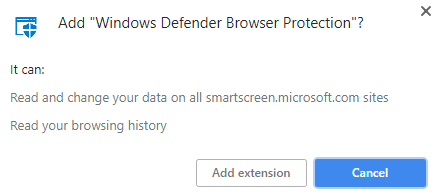 Add "Windows Defender Browser Protection"?
It can:
Read and change your data on all smartscreen.microsoft.com sites
Read your browsing history
Add extension
Cancel